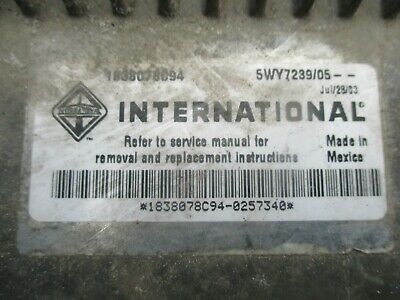 1838078C94 5WY7239/05--
Jul/28/03
INTERNATIONAL®
Refer to service manual for Made in
removal and replacement instructions Mexico
*1838078C94-0257340*